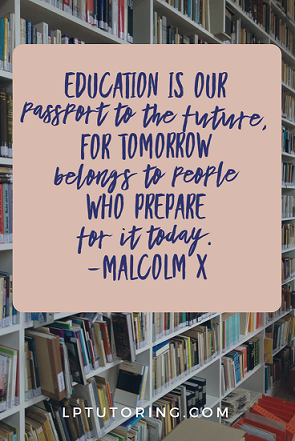 EDUCATION IS OUR
passport to the future,
FOR TOMORROW
belongs to people
WHO PREPARE
for it today.
-MALCOLM X
LPTUTORING.COM